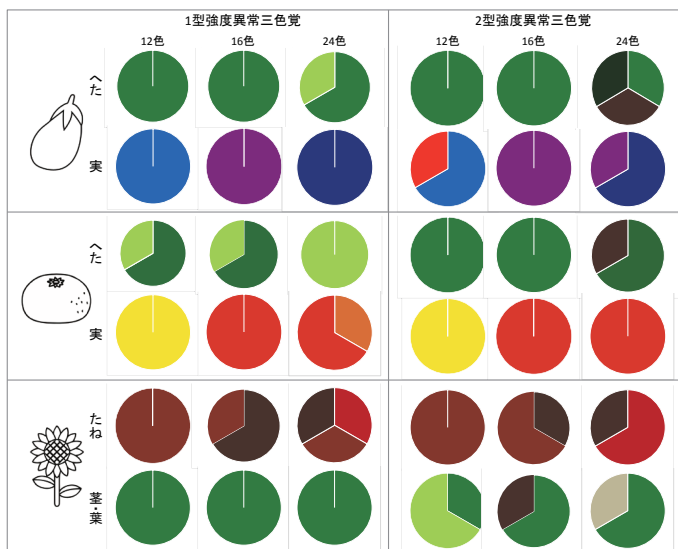 1型強度異常三色覚
2型強度異常三色覚
12色
16色
24色
12色
16色
24色
へた
実
へた
実
たね
茎・葉